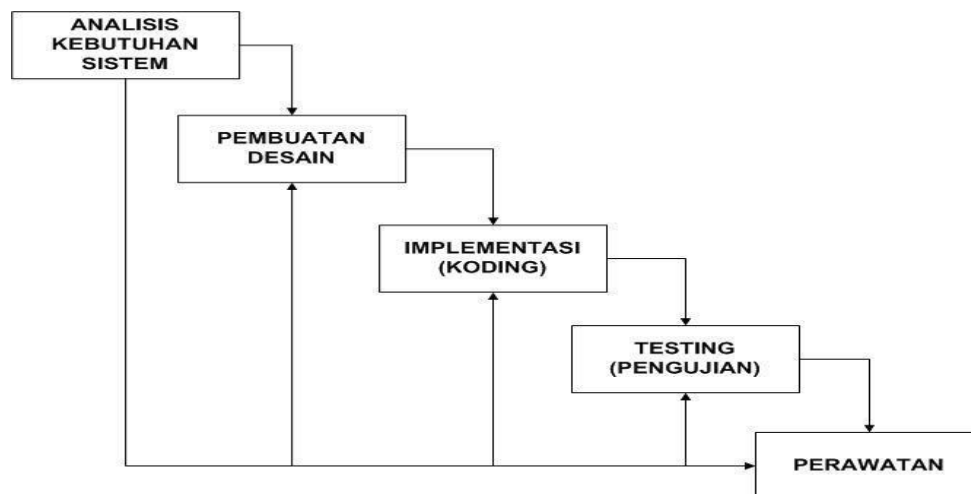 ANALISIS
KEBUTUHAN
SISTEM
PEMBUATAN
DESAIN
IMPLEMENTASI
(KODING)
TESTING
(PENGUJIAN)
PERAWATAN